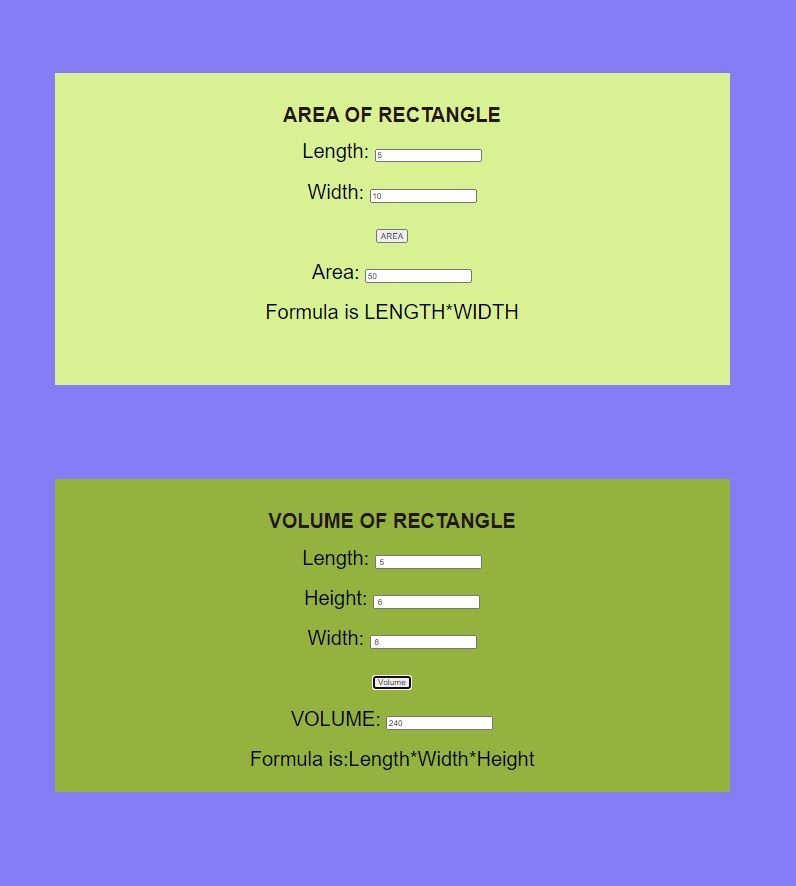 AREA OF RECTANGLE
Length: 5
Width: 10
AREA
Area: 50
Formula is LENGTH*WIDTH
VOLUME OF RECTANGLE
Length: 5
Height: 6
Width: 8
Volume
VOLUME: 240
Formula is:Length*Width*Height